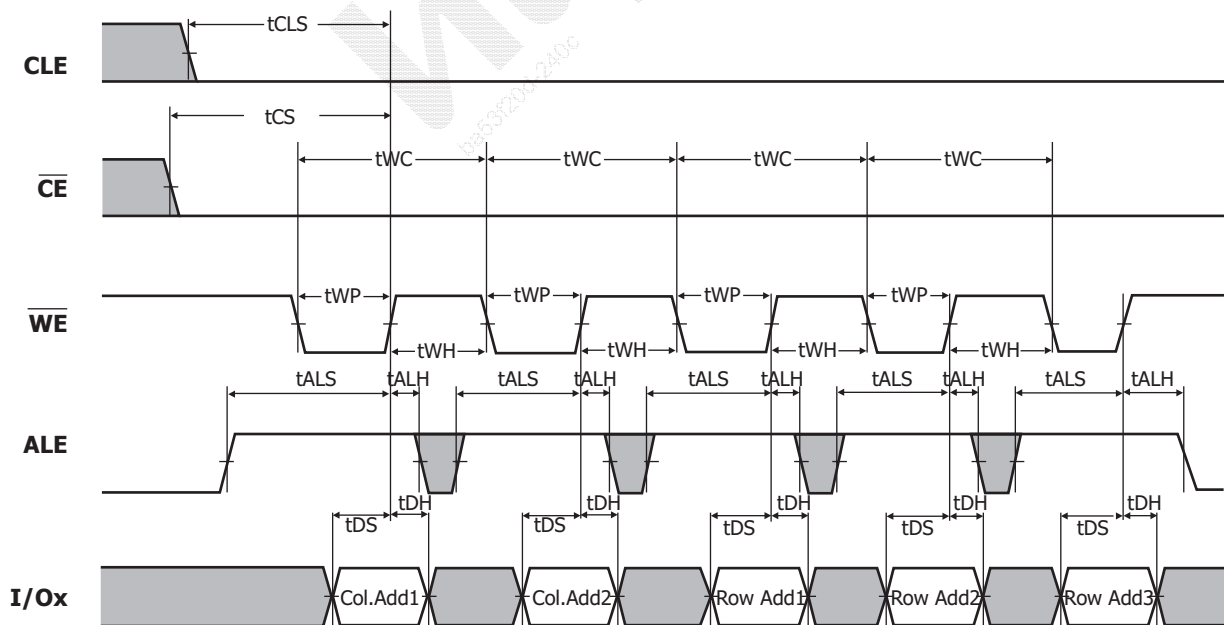 tCLS
CLE
tCS
tWC tWC tWC tWC
CE
tWP tWP tWP tWP
WE
tWH tWH tWH tWH
tALS tALH tALS tALH tALS tALH tALS tALH tALS tALH
ALE
tDH tDH tDH tDH tDH
tDS tDS tDS tDS tDS
I/Ox Col.Add1 Col.Add2 Row Add1 Row Add2 Row Add3
ba53f20d-240c